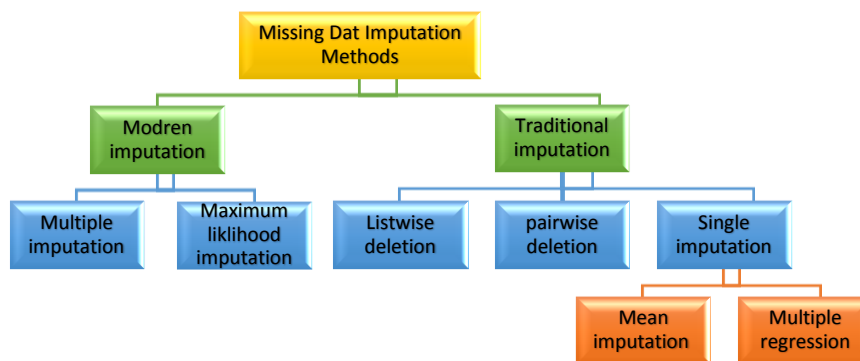 Missing Dat Imputation
Methods
Modren
imputation
Traditional
imputation
Multiple
imputation
Maximum
liklihood
imputation
Listwise
deletion
pairwise
deletion
Single
imputation
Mean
imputation
Multiple
regression